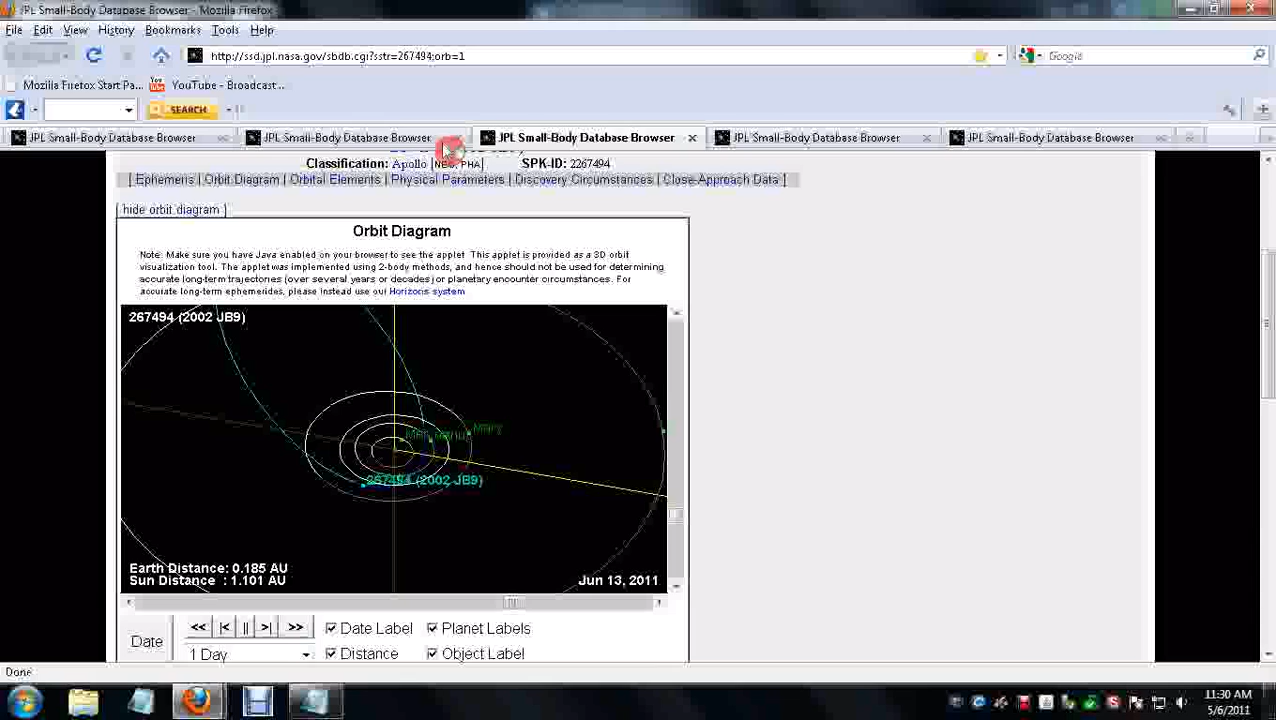 JPL Small-Body Database Browser - Mozilla Firefox
File Edit View History Bookmarks Tools Help
http://ssd.jpl.nasa.gov/sbdb.cgi?sstr=267494;orb=1
Google
Mozilla Firefox Start Pa...
YouTube - Broadcast...
SEARCH
JPL Small-Body Database Browser
JPL Small-Body Database Browser
JPL Small-Body Database Browser
JPL Small-Body Database Browser
JPL Small-Body Database Browser
Classification: Apollo [NEO, PHA] SPK-ID: 2267494
[ Ephemeris | Orbit Diagram | Orbital Elements | Physical Parameters | Discovery Circumstances | Close-Approach Data ]
[ hide orbit diagram ]
Orbit Diagram
Note: Make sure you have Java enabled on your browser to see the applet. This applet is provided as a 3D orbit
visualization tool. The applet was implemented using 2-body methods, and hence should not be used for determining
accurate long-term trajectories (over several years or decades) or planetary encounter circumstances. For
accurate long-term ephemerides, please instead use our Horizons system.
267494 (2002 JB9)
267494 (2002 JB9)
Earth Distance: 0.185 AU
Sun Distance : 1.101 AU
Jun 13, 2011
Date
<< |< || >| >>
Date Label
Planet Labels
1 Day
Distance
Object Label
Done
11:30 AM
5/6/2011